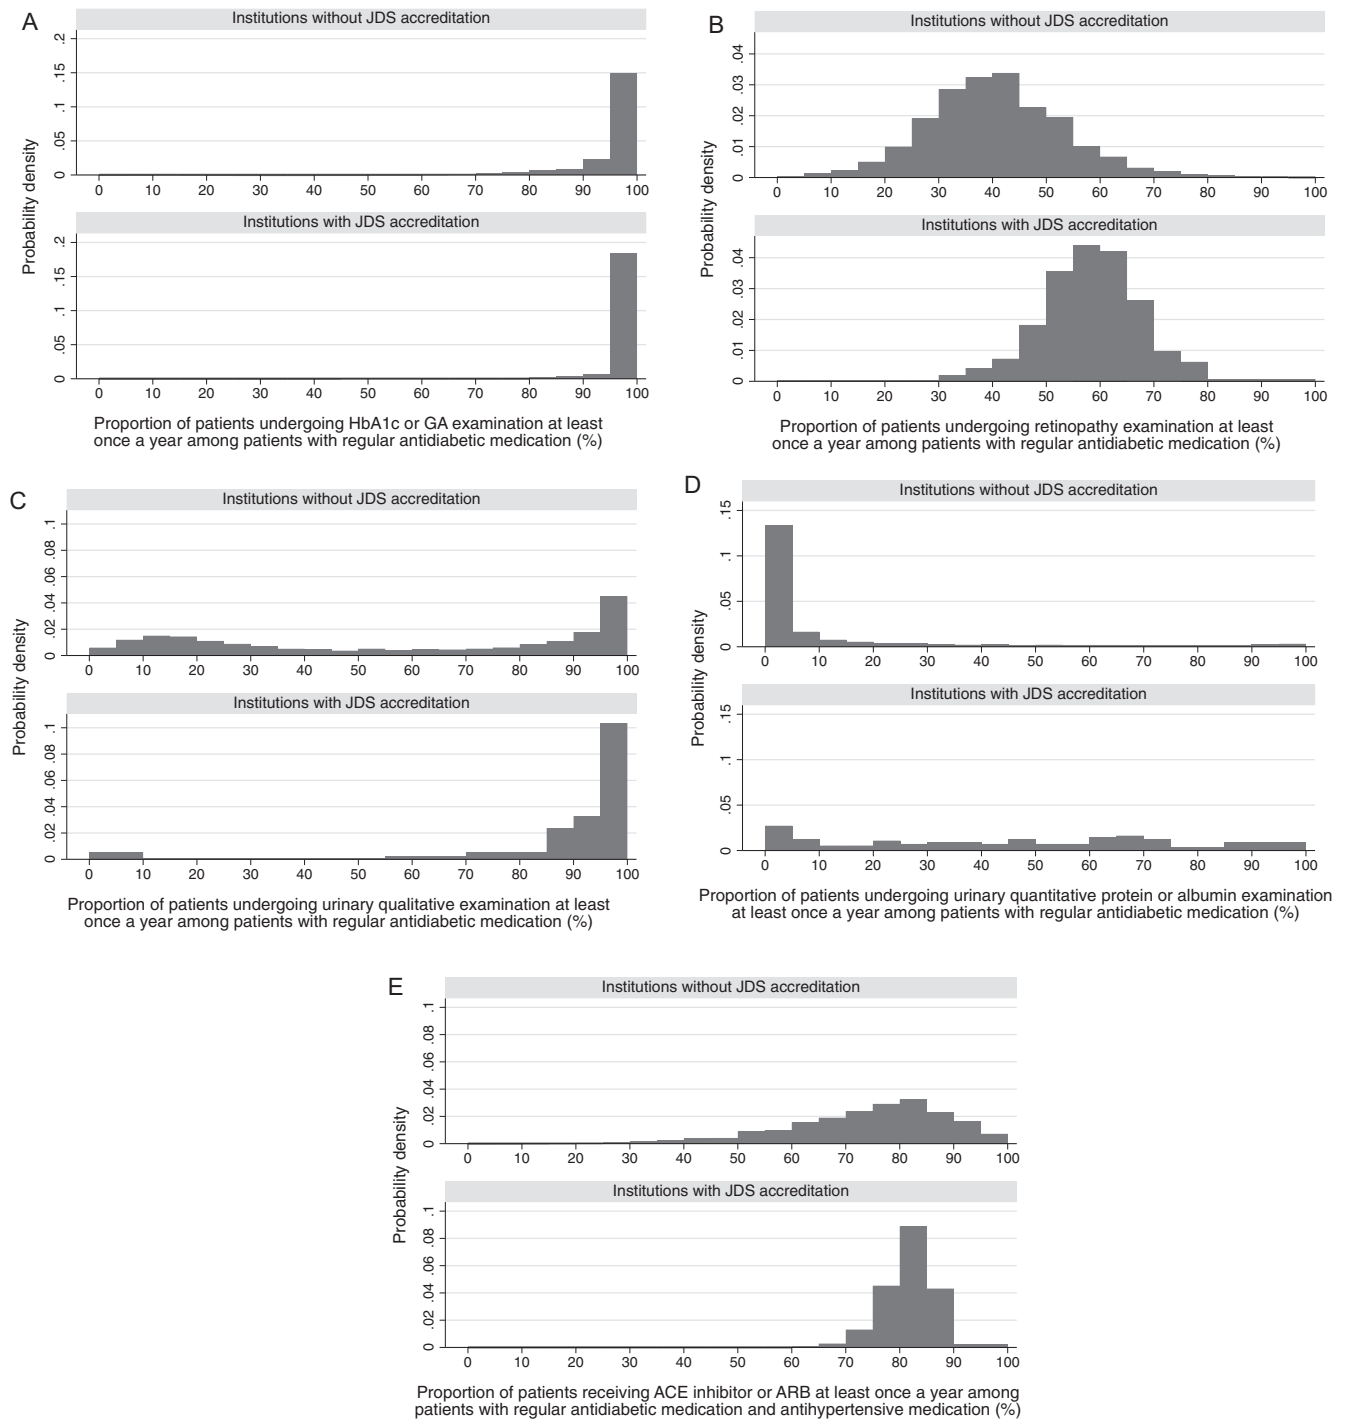 A
Institutions without JDS accreditation
.2
.15
.1
.05
0
0 10 20 30 40 50 60 70 80 90 100
Probability density
Institutions with JDS accreditation
.2
.15
.1
.05
0
0 10 20 30 40 50 60 70 80 90 100
Proportion of patients undergoing HbA1c or GA examination at least
once a year among patients with regular antidiabetic medication (%)
B
Institutions without JDS accreditation
.04
.03
.02
.01
0
0 10 20 30 40 50 60 70 80 90 100
Probability density
Institutions with JDS accreditation
.04
.03
.02
.01
0
0 10 20 30 40 50 60 70 80 90 100
Proportion of patients undergoing retinopathy examination at least
once a year among patients with regular antidiabetic medication (%)
C
Institutions without JDS accreditation
.1
.08
.06
.04
.02
0
0 10 20 30 40 50 60 70 80 90 100
Probability density
Institutions with JDS accreditation
.1
.08
.06
.04
.02
0
0 10 20 30 40 50 60 70 80 90 100
Proportion of patients undergoing urinary qualitative examination at least
once a year among patients with regular antidiabetic medication (%)
D
Institutions without JDS accreditation
.15
.1
.05
0
0 10 20 30 40 50 60 70 80 90 100
Probability density
Institutions with JDS accreditation
.15
.1
.05
0
0 10 20 30 40 50 60 70 80 90 100
Proportion of patients undergoing urinary quantitative protein or albumin examination
at least once a year among patients with regular antidiabetic medication (%)
E
Institutions without JDS accreditation
.1
.08
.06
.04
.02
0
0 10 20 30 40 50 60 70 80 90 100
Probability density
Institutions with JDS accreditation
.1
.08
.06
.04
.02
0
0 10 20 30 40 50 60 70 80 90 100
Proportion of patients receiving ACE inhibitor or ARB at least once a year among
patients with regular antidiabetic medication and antihypertensive medication (%)